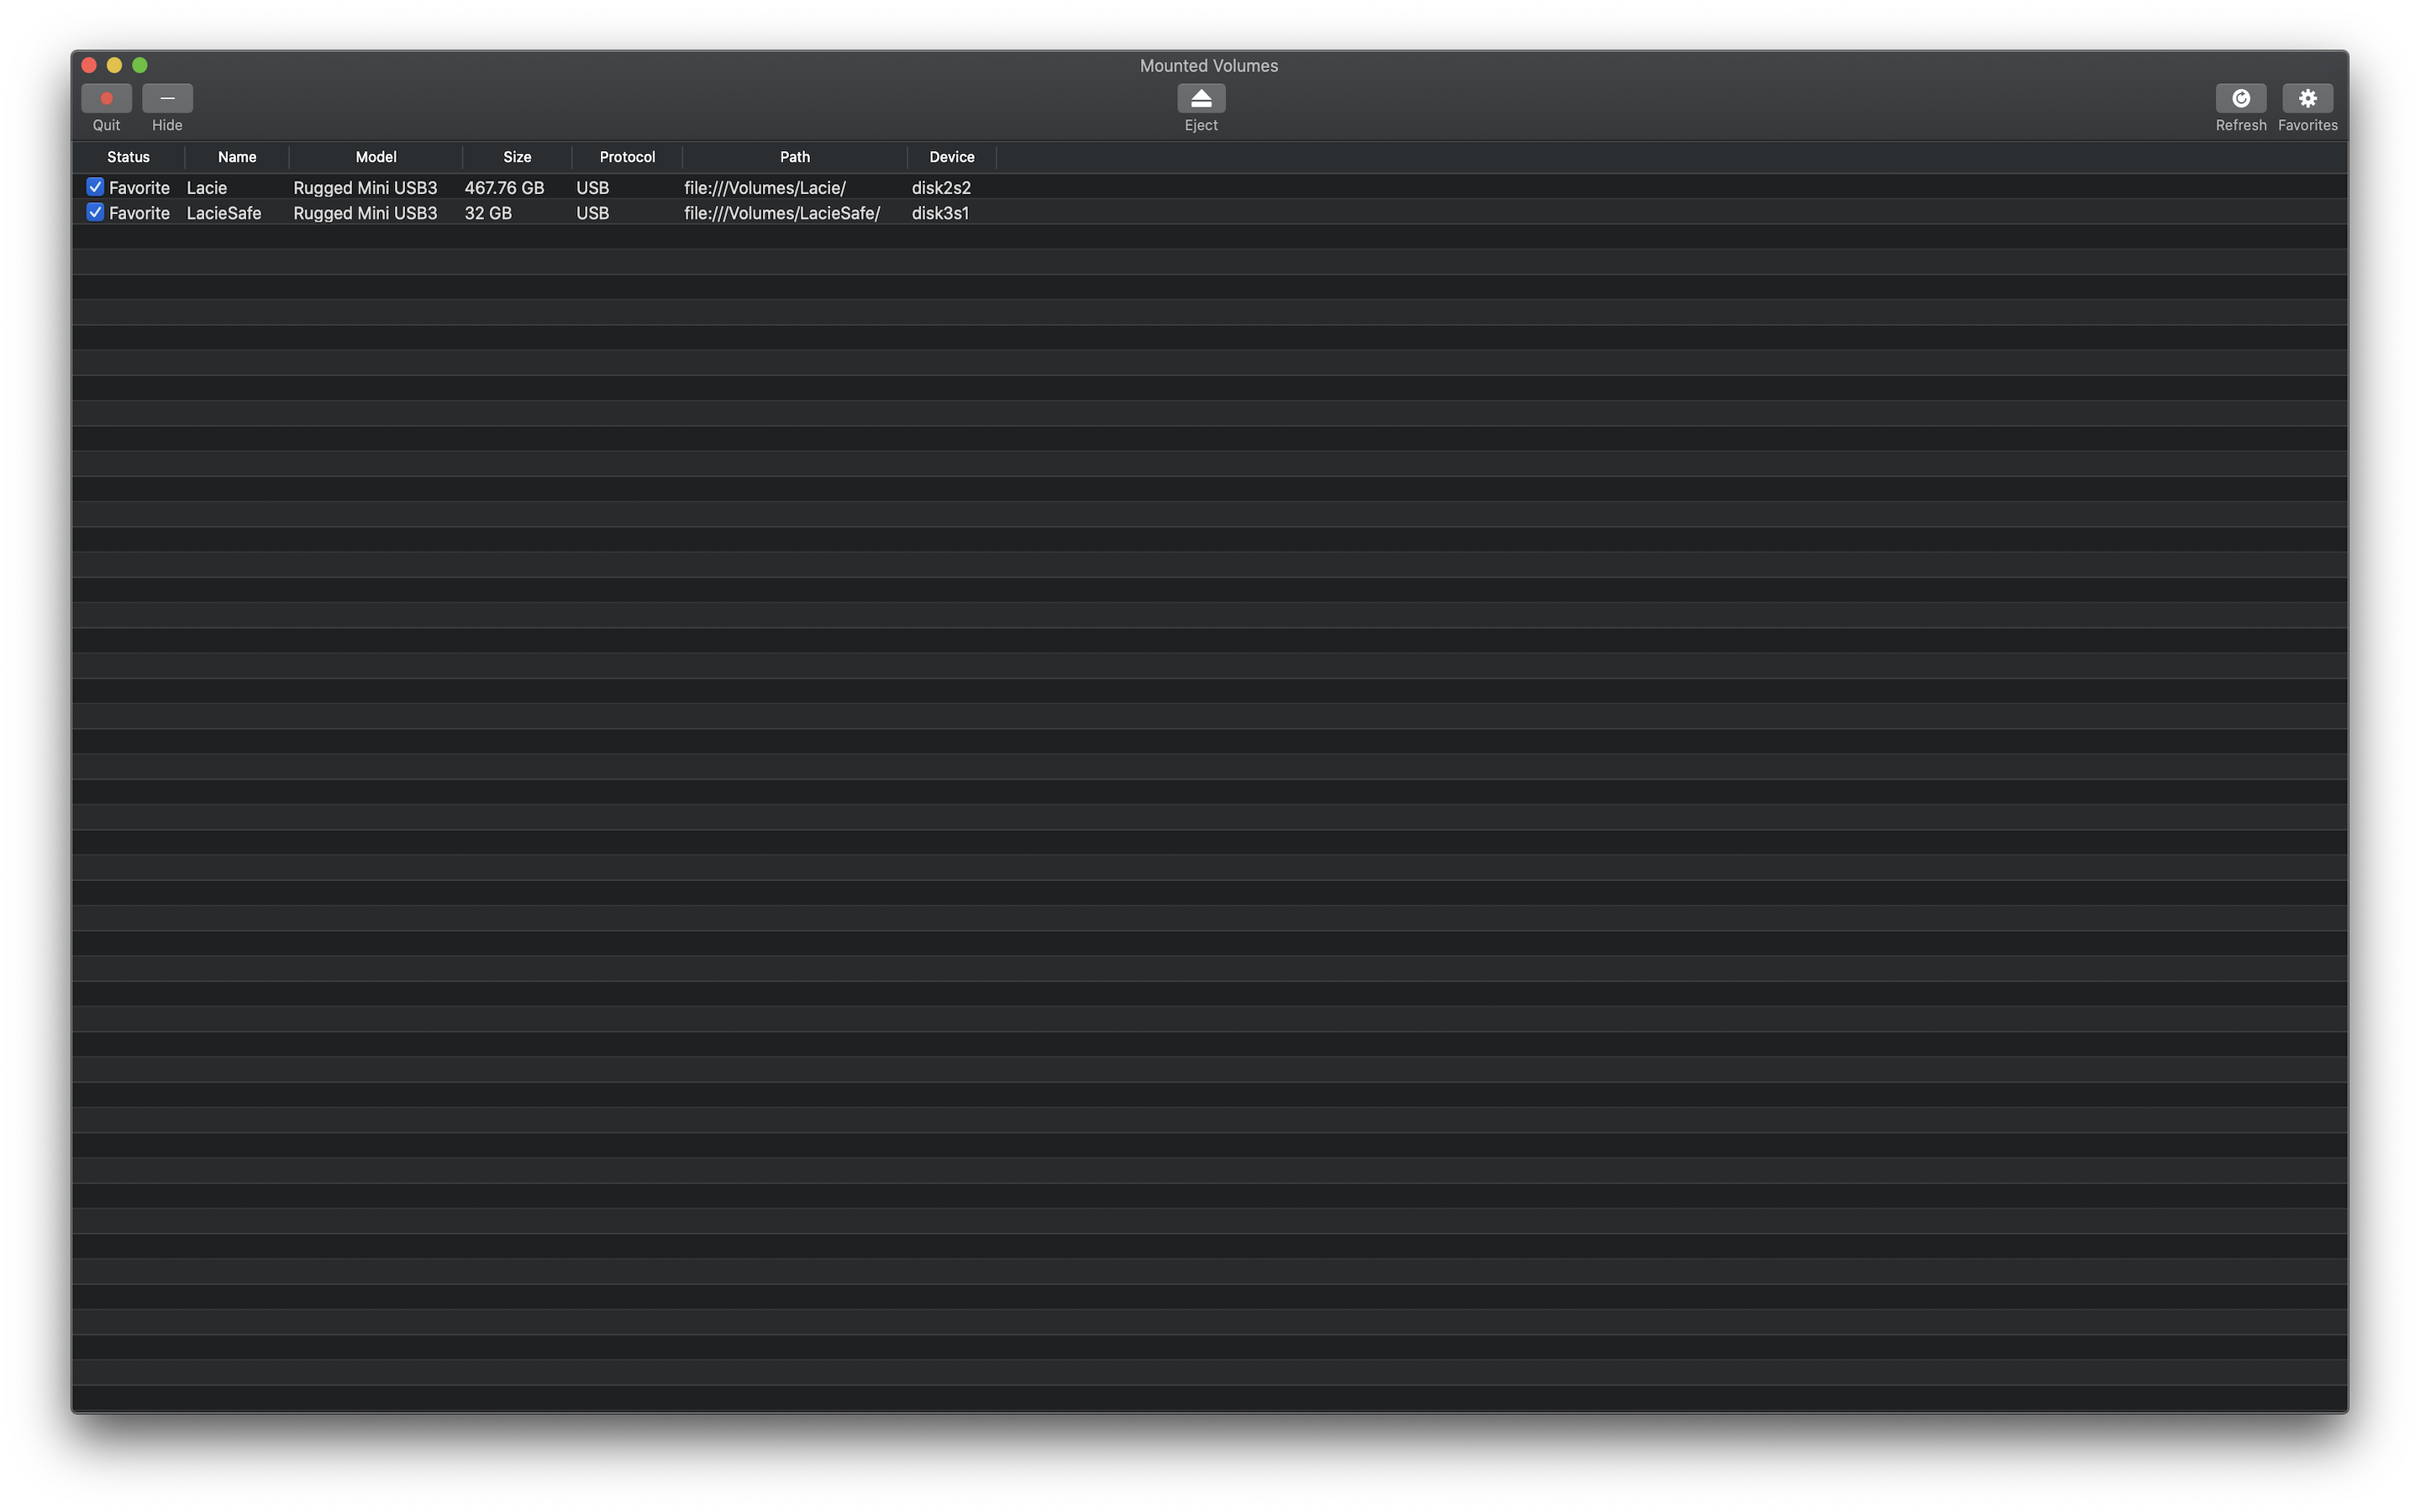 Mounted Volumes
Quit Hide Eject Refresh Favorites
Status Name Model Size Protocol Path Device
Favorite Lacie Rugged Mini USB3 467.76 GB USB file:///Volumes/Lacie/ disk2s2
Favorite LacieSafe Rugged Mini USB3 32 GB USB file:///Volumes/LacieSafe/ disk3s1